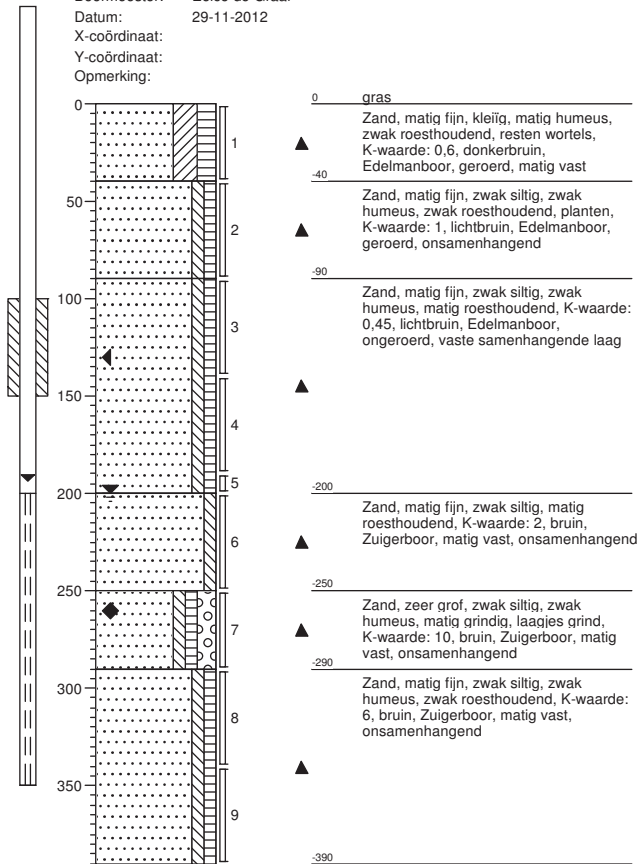 Datum: 29-11-2012
X-coördinaat:
Y-coördinaat:
Opmerking:
0
50
100
150
200
250
300
350
1
2
3
4
5
6
7
8
9
0 gras
Zand, matig fijn, kleiïg, matig humeus,
zwak roesthoudend, resten wortels,
K-waarde: 0,6, donkerbruin,
Edelmanboor, geroerd, matig vast
-40
Zand, matig fijn, zwak siltig, zwak
humeus, zwak roesthoudend, planten,
K-waarde: 1, lichtbruin, Edelmanboor,
geroerd, onsamenhangend
-90
Zand, matig fijn, zwak siltig, zwak
humeus, matig roesthoudend, K-waarde:
0,45, lichtbruin, Edelmanboor,
ongeroerd, vaste samenhangende laag
-200
Zand, matig fijn, zwak siltig, matig
roesthoudend, K-waarde: 2, bruin,
Zuigerboor, matig vast, onsamenhangend
-250
Zand, zeer grof, zwak siltig, zwak
humeus, matig grindig, laagjes grind,
K-waarde: 10, bruin, Zuigerboor, matig
vast, onsamenhangend
-290
Zand, matig fijn, zwak siltig, zwak
humeus, zwak roesthoudend, K-waarde:
6, bruin, Zuigerboor, matig vast,
onsamenhangend
-390